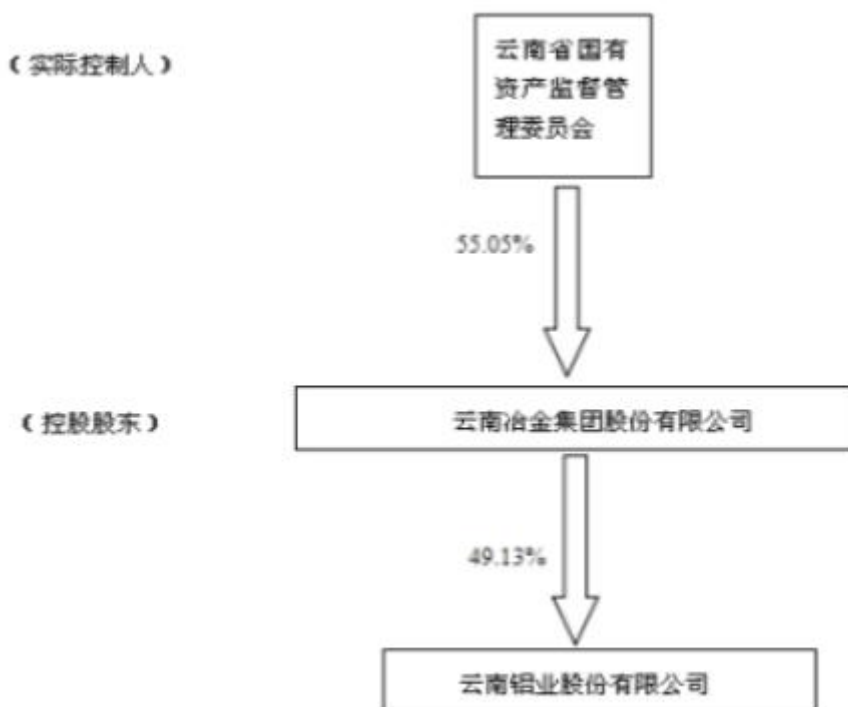 （实际控制人）
云南省国有
资产监督管
理委员会
55.05%
（控股股东）
云南冶金集团股份有限公司
49.13%
云南铝业股份有限公司